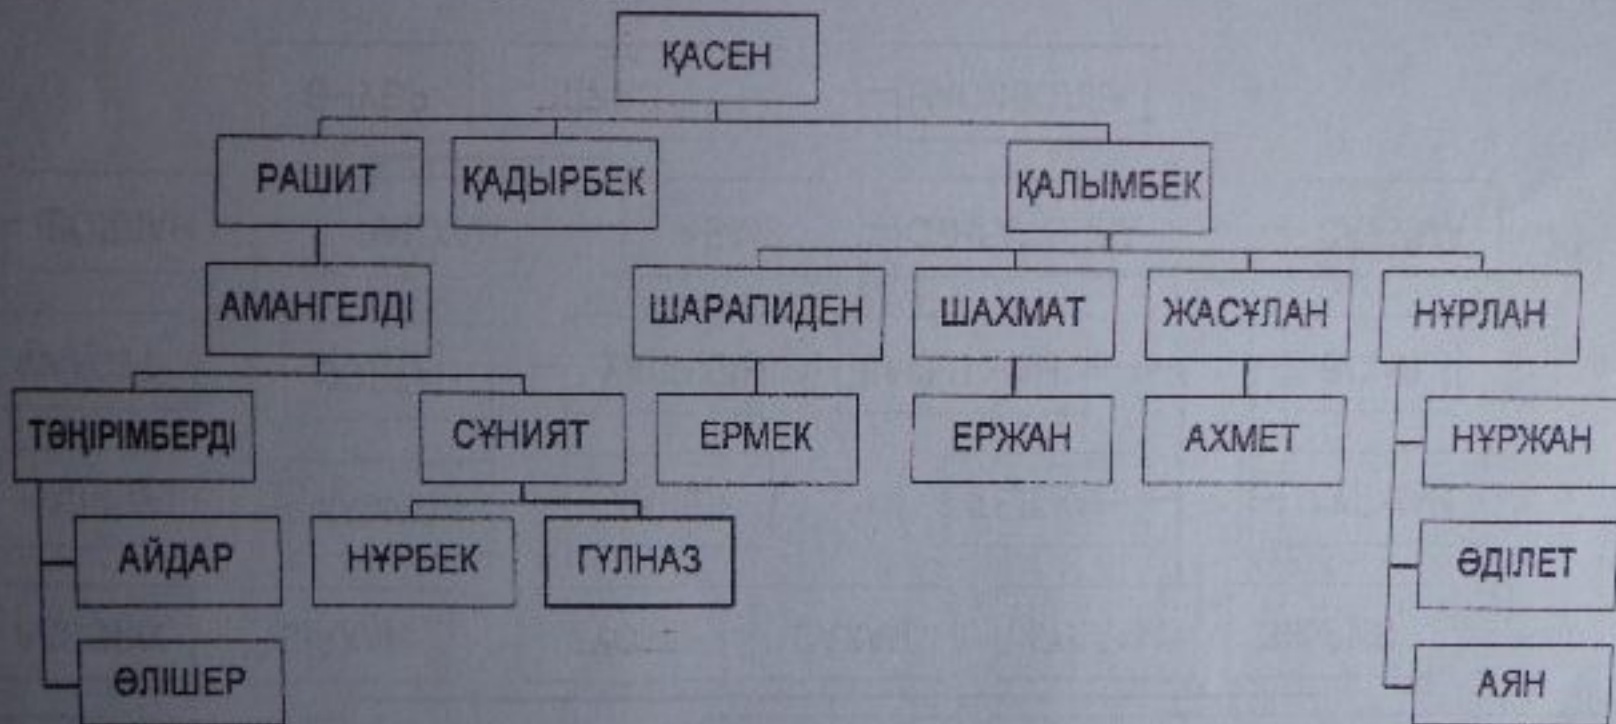 ҚАСЕН
РАШИТ
ҚАДЫРБЕК
ҚАЛЫМБЕК
АМАНГЕЛДІ
ШАРАПИДЕН
ШАХМАТ
ЖАСҰЛАН
НҰРЛАН
ТӘҢІРІМБЕРДІ
СҰНИЯТ
ЕРМЕК
ЕРЖАН
АХМЕТ
НҰРЖАН
АЙДАР
НҰРБЕК
ГҮЛНАЗ
ӘДІЛЕТ
ӘЛІШЕР
АЯН